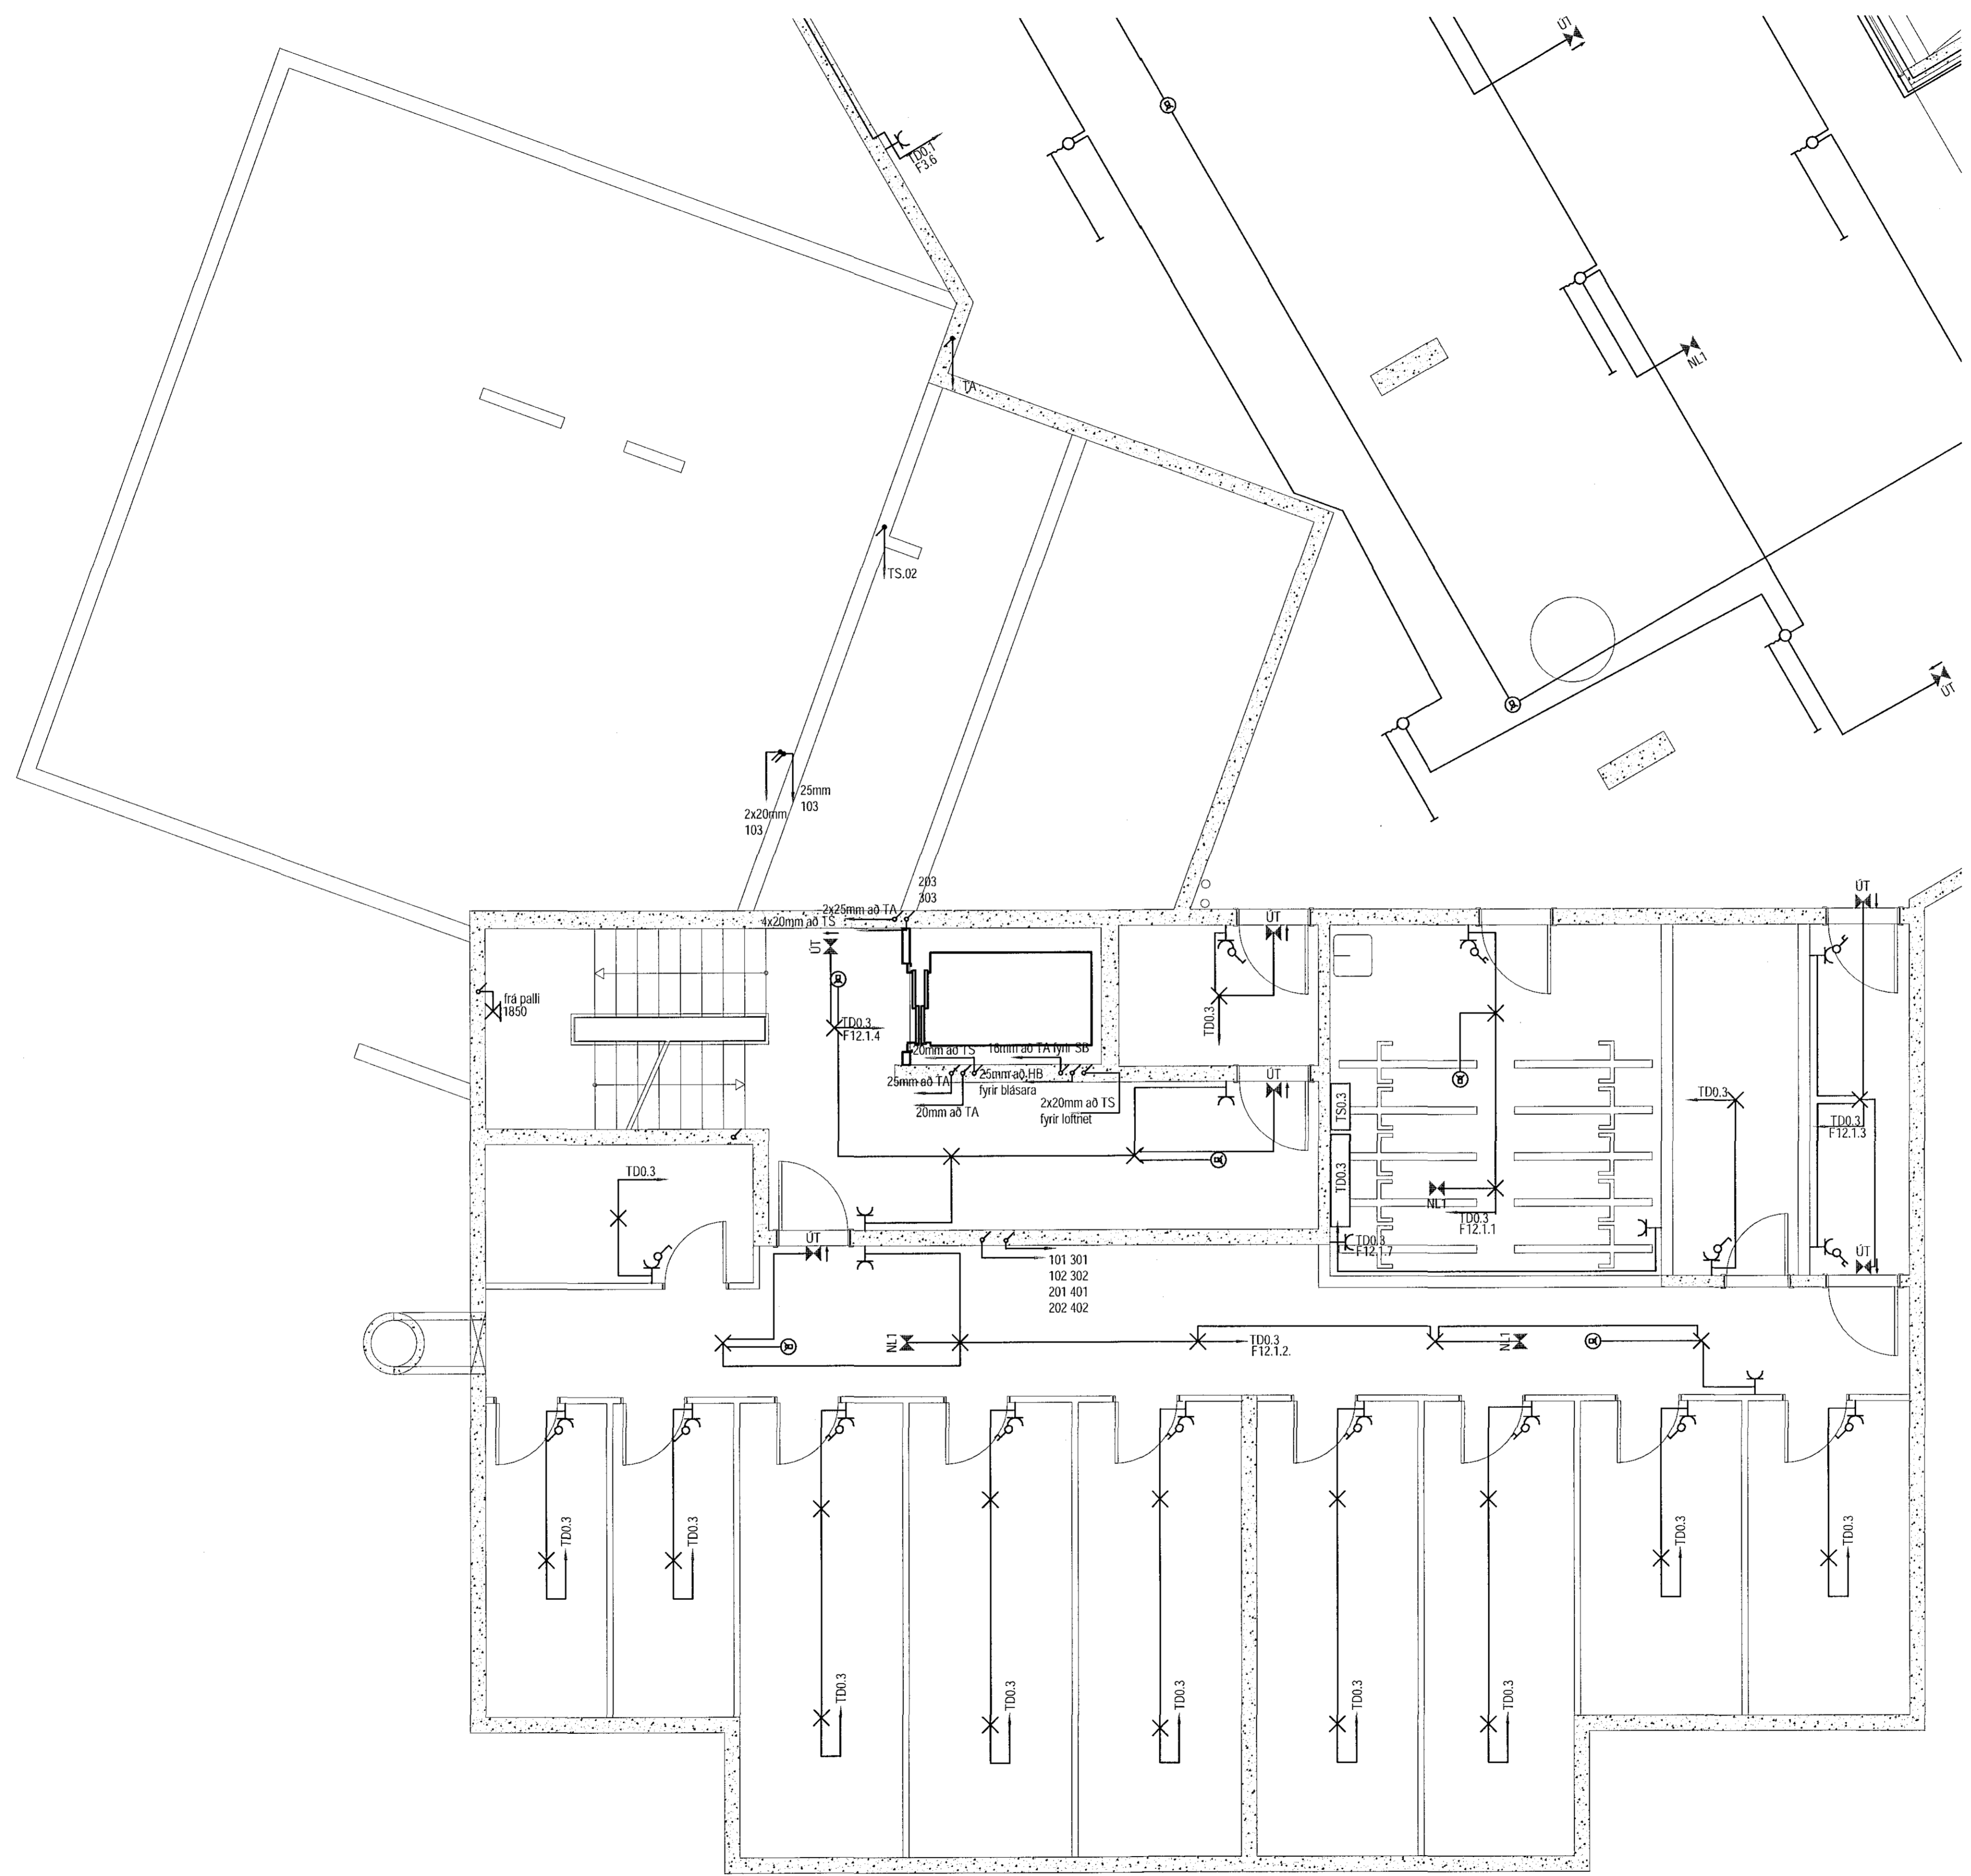 ÚT
TD0.1
F3.6
NL1
TA
TS.02
ÚT
25mm
103
2x20mm
103
203
303
2x25mm að TA
4x20mm að TS
ÚT
ÚT
ÚT
frá palli
1850
TD0.3
F12.1.4
TD0.3
20mm að TS
16mm að TA fyrir SB
25mm að TA
25mm að HB
fyrir blásara
20mm að TA
2x20mm að TS
fyrir loftnet
ÚT
TS0.3
TD0.3
TD0.3
TD0.3
F12.1.3
TD0.3
NL1
TD0.3
F12.1.1
TD0.3
F12.1.7
ÚT
ÚT
101 301
102 302
201 401
202 402
NL1
TD0.3
F12.1.2.
NL1
TD0.3
TD0.3
TD0.3
TD0.3
TD0.3
TD0.3
TD0.3
TD0.3
TD0.3